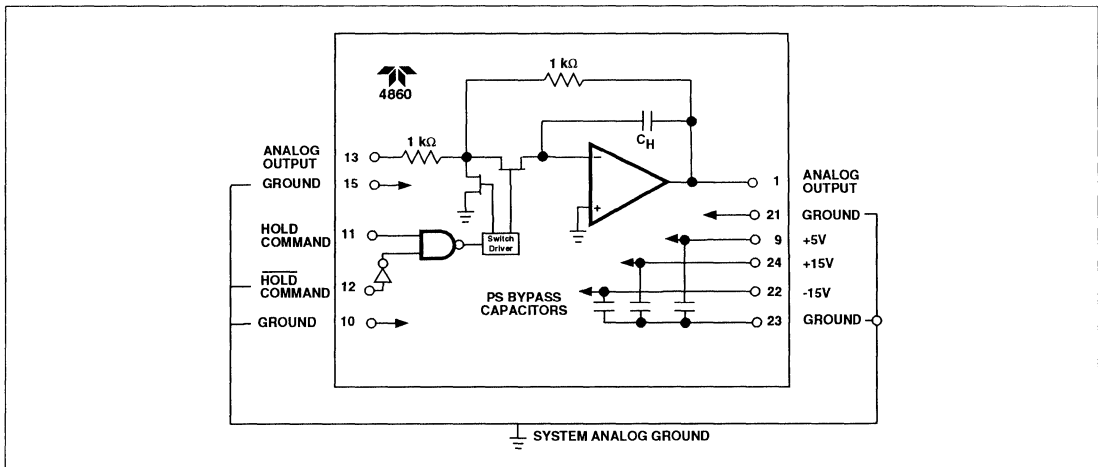 1 kΩ
4860
1 kΩ
C_H
ANALOG
OUTPUT
13
GROUND
15
HOLD
COMMAND
11
HOLD
COMMAND
12
GROUND
10
Switch
Driver
−
+
1
ANALOG
OUTPUT
21
GROUND
9
+5V
24
+15V
22
-15V
23
GROUND
PS BYPASS
CAPACITORS
SYSTEM ANALOG GROUND